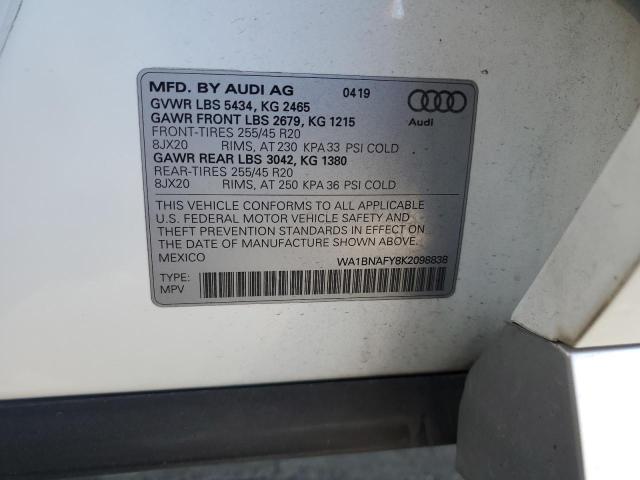 MFD. BY AUDI AG 0419
GVWR LBS 5434, KG 2465
GAWR FRONT LBS 2679, KG 1215
FRONT-TIRES 255/45 R20
8JX20 RIMS, AT 230 KPA 33 PSI COLD
GAWR REAR LBS 3042, KG 1380
REAR-TIRES 255/45 R20
8JX20 RIMS, AT 250 KPA 36 PSI COLD
Audi
THIS VEHICLE CONFORMS TO ALL APPLICABLE
U.S. FEDERAL MOTOR VEHICLE SAFETY AND
THEFT PREVENTION STANDARDS IN EFFECT ON
THE DATE OF MANUFACTURE SHOWN ABOVE.
MEXICO WA1BNAFY8K2098838
TYPE:
MPV